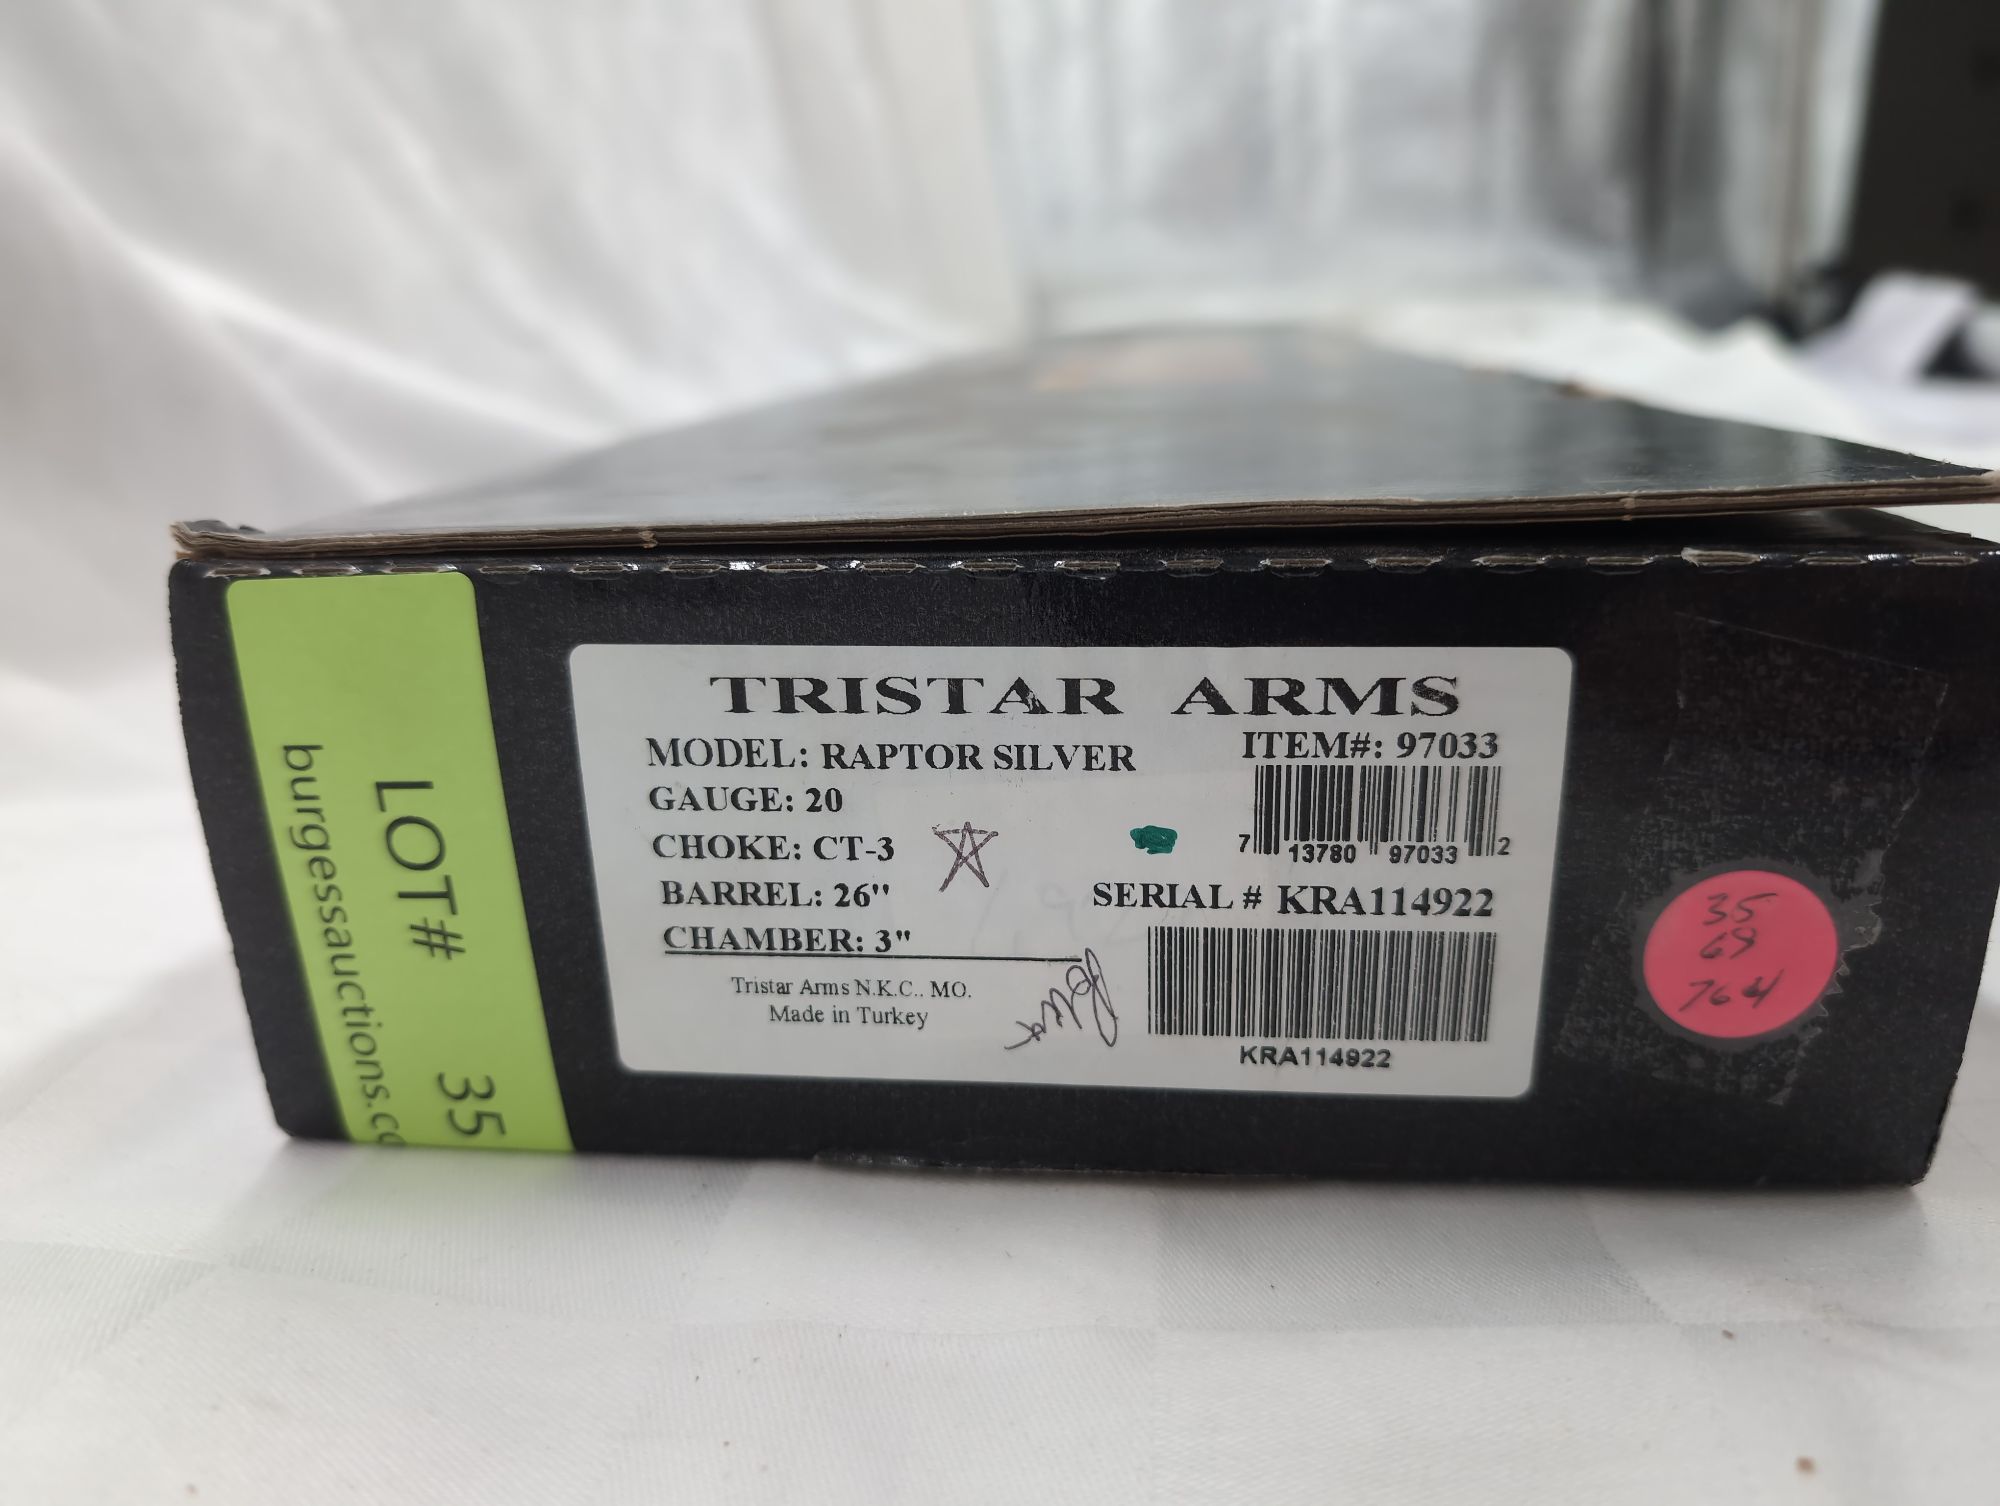 LOT# 35
burgessauctions.co
TRISTAR ARMS
MODEL: RAPTOR SILVER
GAUGE: 20
CHOKE: CT-3
BARREL: 26"
CHAMBER: 3"
Tristar Arms N.K.C.. MO.
Made in Turkey
ITEM#: 97033
7 13780 97033 2
SERIAL # KRA114922
KRA114922
35
69
764